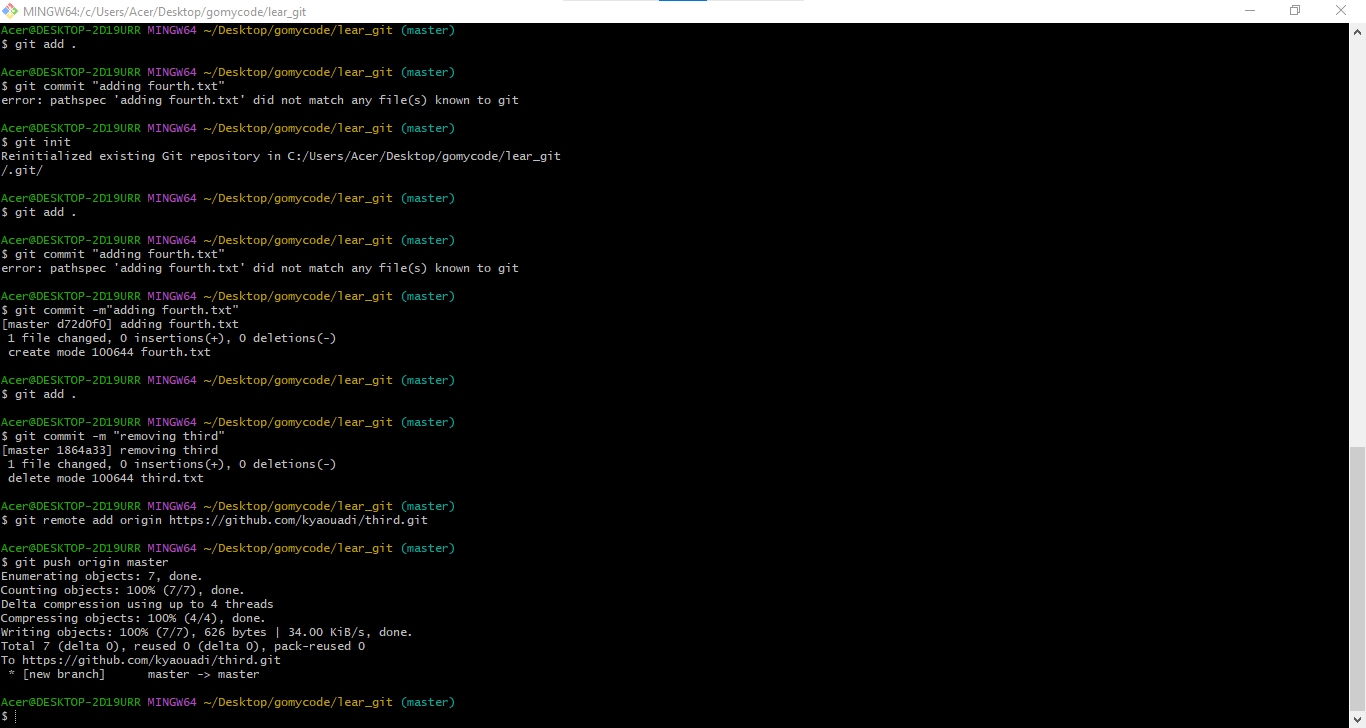 MINGW64:/c/Users/Acer/Desktop/gomycode/lear_git
Acer@DESKTOP-2D19URR MINGW64 ~/Desktop/gomycode/lear_git (master)
$ git add .
Acer@DESKTOP-2D19URR MINGW64 ~/Desktop/gomycode/lear_git (master)
$ git commit "adding fourth.txt"
error: pathspec 'adding fourth.txt' did not match any file(s) known to git
Acer@DESKTOP-2D19URR MINGW64 ~/Desktop/gomycode/lear_git (master)
$ git init
Reinitialized existing Git repository in C:/Users/Acer/Desktop/gomycode/lear_git
/.git/
Acer@DESKTOP-2D19URR MINGW64 ~/Desktop/gomycode/lear_git (master)
$ git add .
Acer@DESKTOP-2D19URR MINGW64 ~/Desktop/gomycode/lear_git (master)
$ git commit "adding fourth.txt"
error: pathspec 'adding fourth.txt' did not match any file(s) known to git
Acer@DESKTOP-2D19URR MINGW64 ~/Desktop/gomycode/lear_git (master)
$ git commit -m"adding fourth.txt"
[master d72d0f0] adding fourth.txt
 1 file changed, 0 insertions(+), 0 deletions(-)
 create mode 100644 fourth.txt
Acer@DESKTOP-2D19URR MINGW64 ~/Desktop/gomycode/lear_git (master)
$ git add .
Acer@DESKTOP-2D19URR MINGW64 ~/Desktop/gomycode/lear_git (master)
$ git commit -m "removing third"
[master 1864a33] removing third
 1 file changed, 0 insertions(+), 0 deletions(-)
 delete mode 100644 third.txt
Acer@DESKTOP-2D19URR MINGW64 ~/Desktop/gomycode/lear_git (master)
$ git remote add origin https://github.com/kyaouadi/third.git
Acer@DESKTOP-2D19URR MINGW64 ~/Desktop/gomycode/lear_git (master)
$ git push origin master
Enumerating objects: 7, done.
Counting objects: 100% (7/7), done.
Delta compression using up to 4 threads
Compressing objects: 100% (4/4), done.
Writing objects: 100% (7/7), 626 bytes | 34.00 KiB/s, done.
Total 7 (delta 0), reused 0 (delta 0), pack-reused 0
To https://github.com/kyaouadi/third.git
 * [new branch]      master -> master
Acer@DESKTOP-2D19URR MINGW64 ~/Desktop/gomycode/lear_git (master)
$